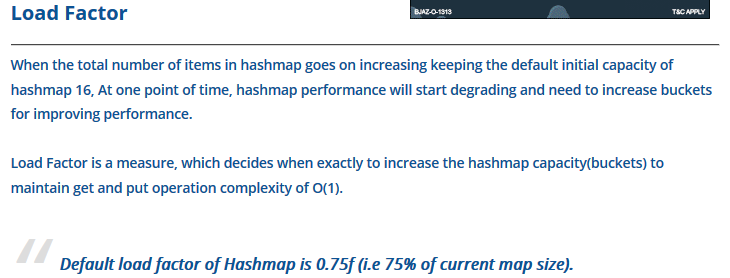 Load Factor
BJAZ-O-1313
T&C APPLY
When the total number of items in hashmap goes on increasing keeping the default initial capacity of
hashmap 16, At one point of time, hashmap performance will start degrading and need to increase buckets
for improving performance.
Load Factor is a measure, which decides when exactly to increase the hashmap capacity(buckets) to
maintain get and put operation complexity of O(1).
“ Default load factor of Hashmap is 0.75f (i.e 75% of current map size).